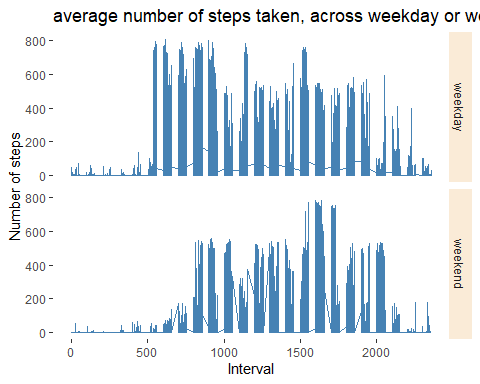 average number of steps taken, across weekday or we
800
600
400
200
0
weekday
800
600
400
200
0
weekend
Number of steps
0 500 1000 1500 2000
Interval